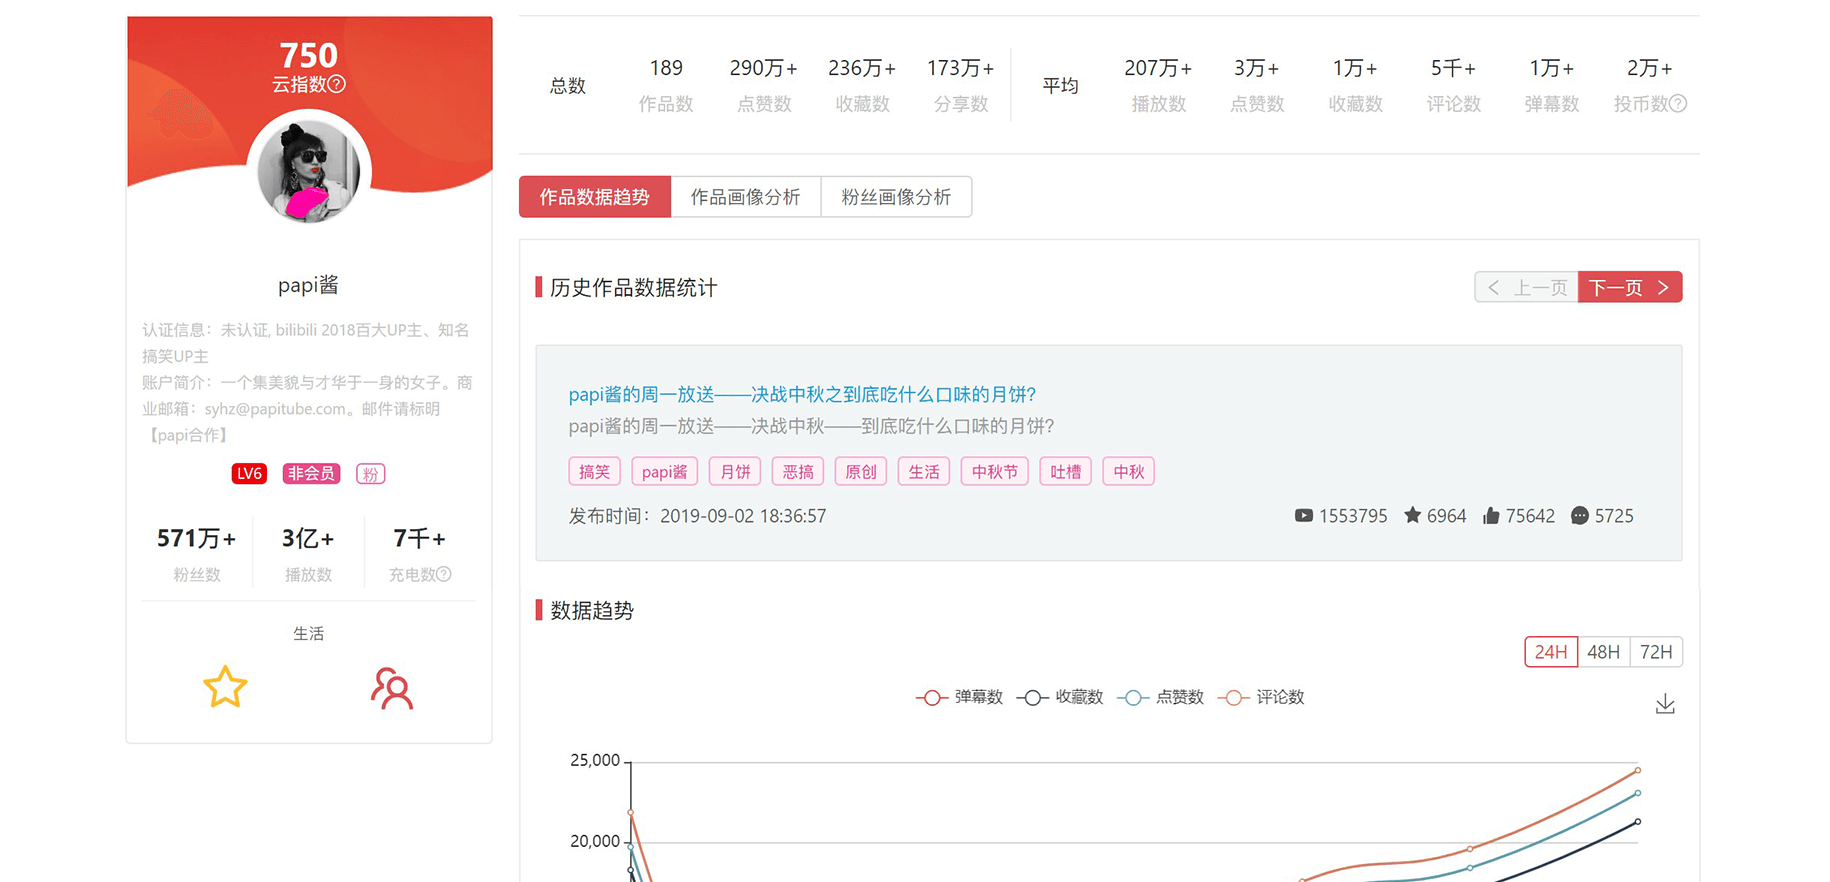 750
云指数?
papi酱
认证信息：未认证, bilibili 2018百大UP主、知名
搞笑UP主
账户简介：一个集美貌与才华于一身的女子。商
业邮箱：syhz@papitube.com。邮件请标明
【papi合作】
LV6 非会员 粉
571万+ 3亿+ 7千+
粉丝数 播放数 充电数?
生活
总数
189 290万+ 236万+ 173万+
作品数 点赞数 收藏数 分享数
平均
207万+ 3万+ 1万+ 5千+ 1万+ 2万+
播放数 点赞数 收藏数 评论数 弹幕数 投币数?
作品数据趋势 作品画像分析 粉丝画像分析
历史作品数据统计
< 上一页 下一页 >
papi酱的周一放送——决战中秋之到底吃什么口味的月饼?
papi酱的周一放送——决战中秋——到底吃什么口味的月饼?
搞笑 papi酱 月饼 恶搞 原创 生活 中秋节 吐槽 中秋
发布时间：2019-09-02 18:36:57
1553795 6964 75642 5725
数据趋势
24H 48H 72H
弹幕数 收藏数 点赞数 评论数
25,000
20,000